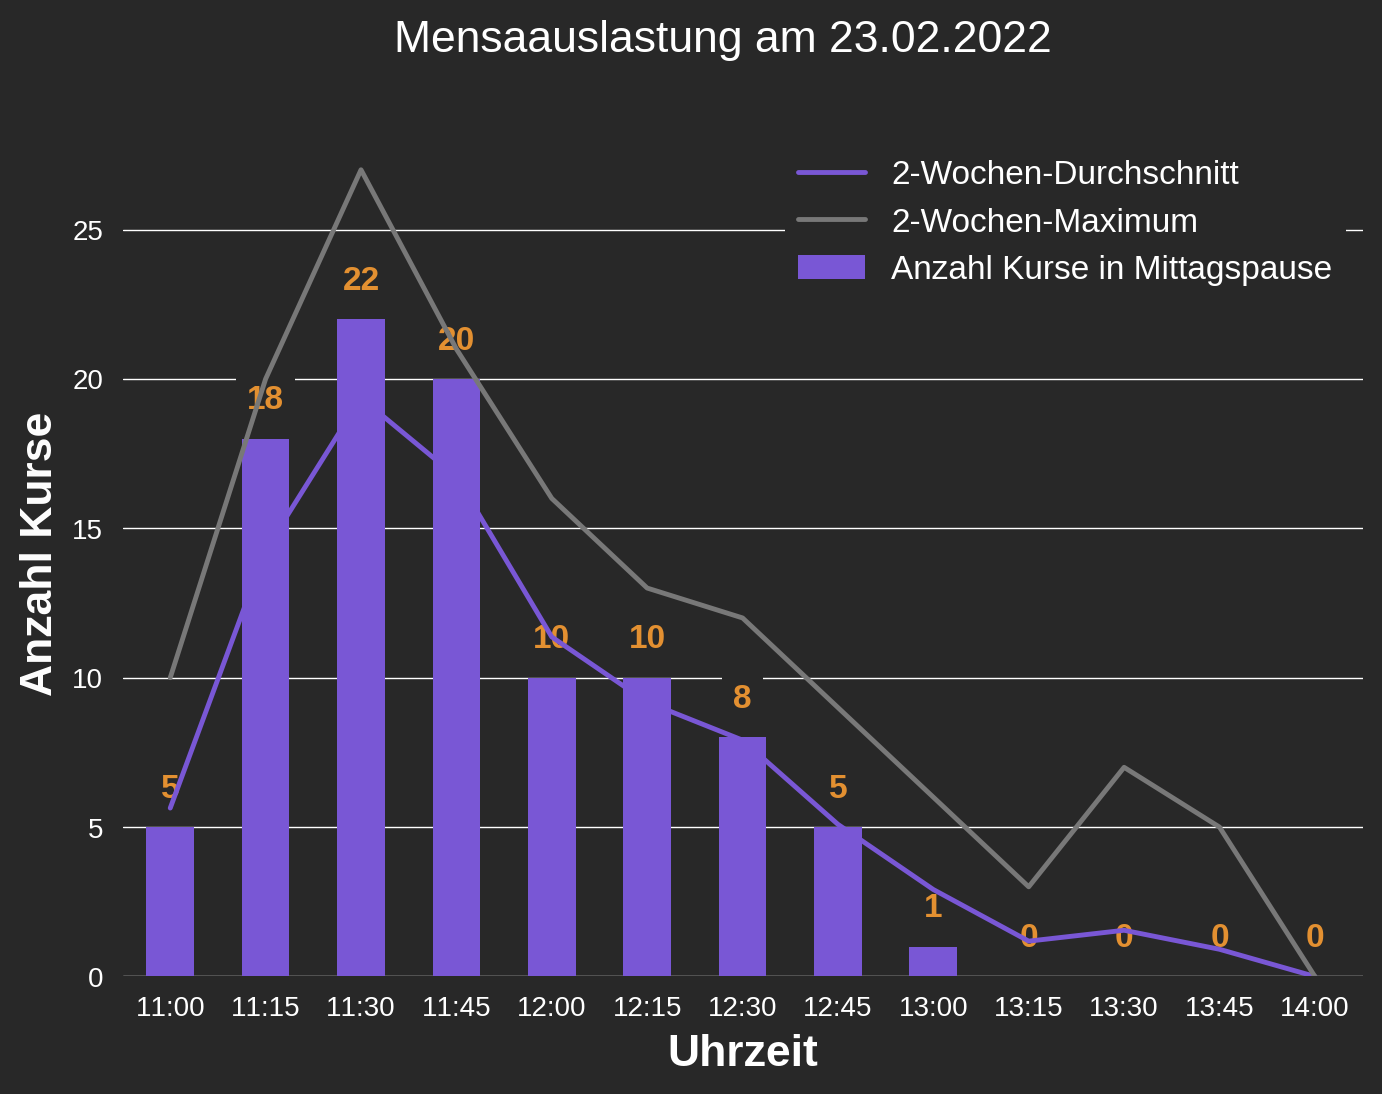 Mensaauslastung am 23.02.2022
2-Wochen-Durchschnitt
2-Wochen-Maximum
Anzahl Kurse in Mittagspause
Anzahl Kurse
25
20
15
10
5
0
5
18
22
20
10
10
8
5
1
0
0
0
0
11:00 11:15 11:30 11:45 12:00 12:15 12:30 12:45 13:00 13:15 13:30 13:45 14:00
Uhrzeit